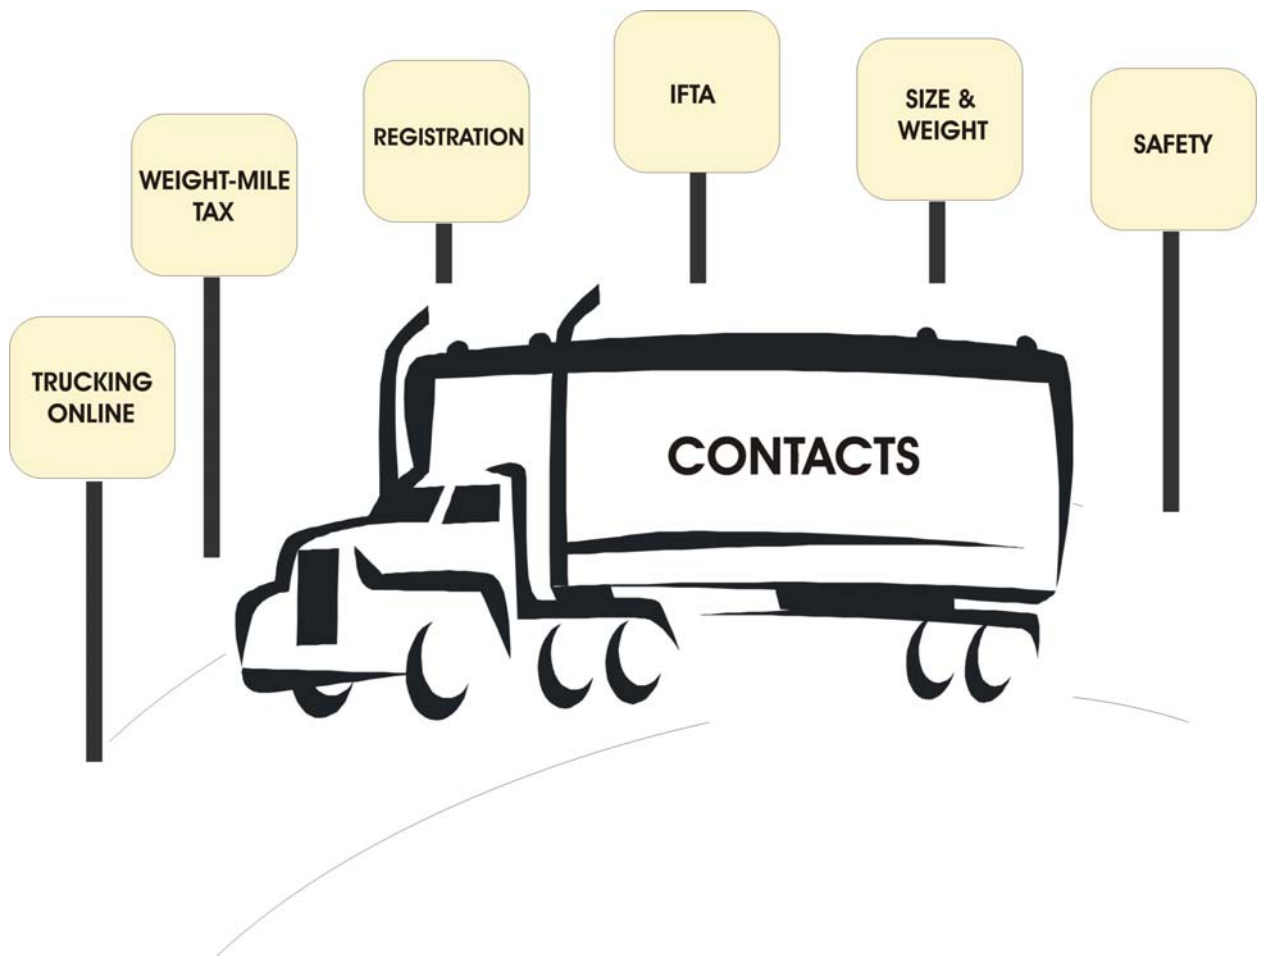 TRUCKING
ONLINE
WEIGHT-MILE
TAX
REGISTRATION
IFTA
SIZE &
WEIGHT
SAFETY
CONTACTS